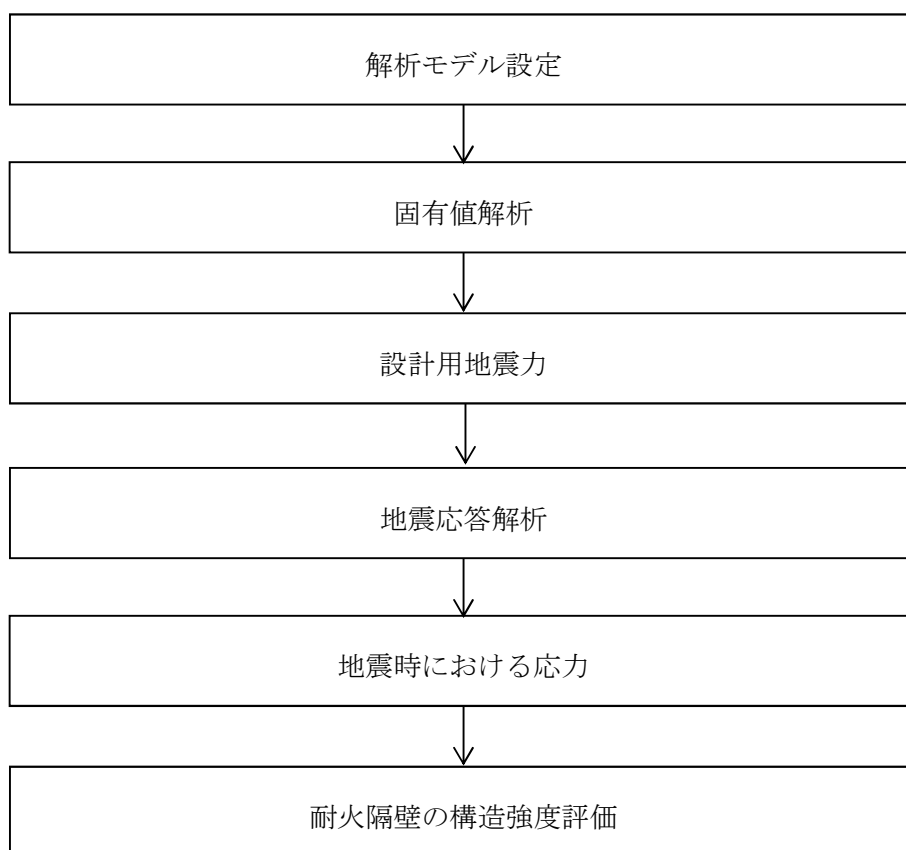 解析モデル設定
固有値解析
設計用地震力
地震応答解析
地震時における応力
耐火隔壁の構造強度評価